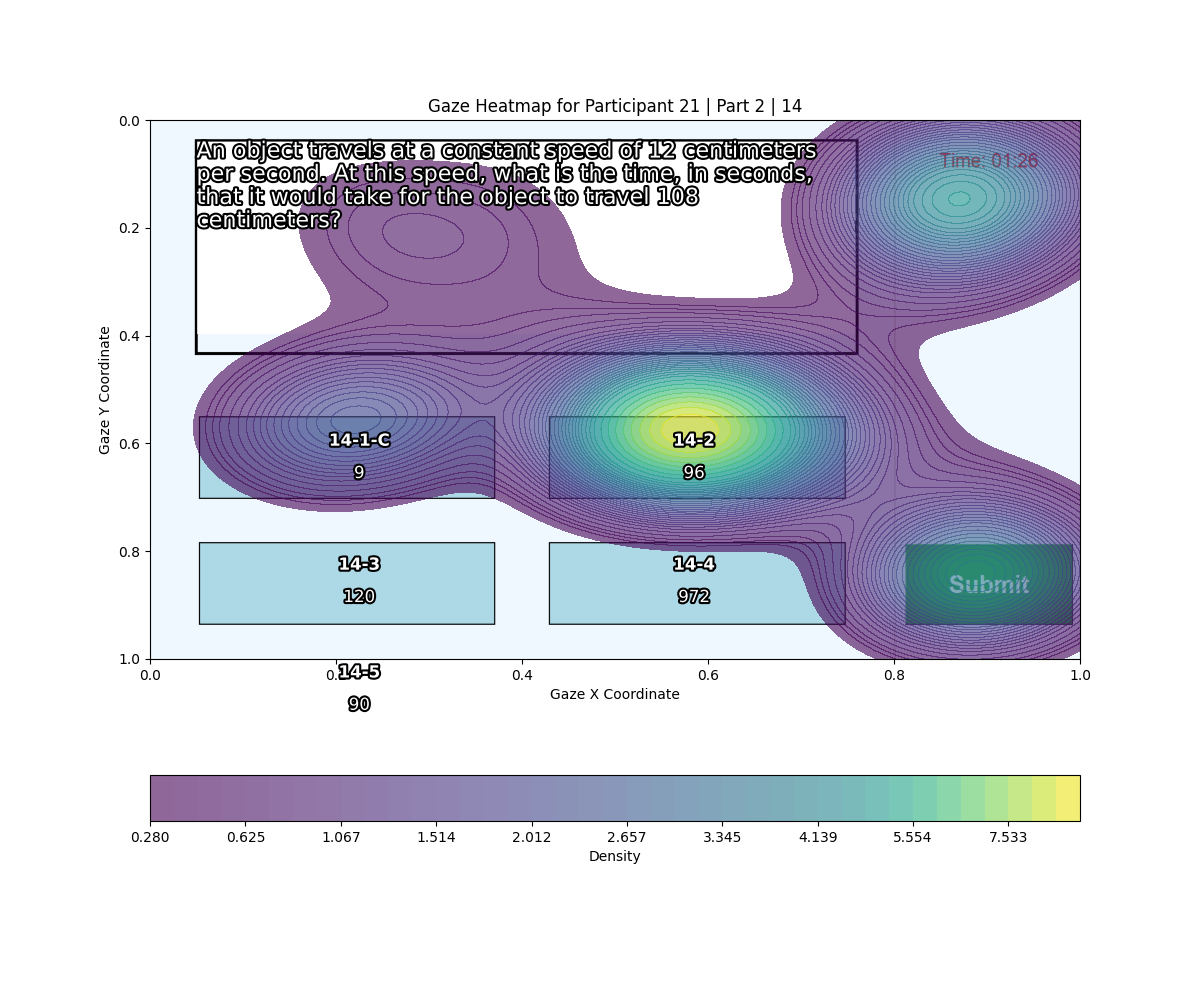 Gaze Heatmap for Participant 21 | Part 2 | 14
An object travels at a constant speed of 12 centimeters
per second. At this speed, what is the time, in seconds,
that it would take for the object to travel 108
centimeters?
Time: 01:26
0.0
0.2
0.4
0.6
0.8
1.0
Gaze Y Coordinate
14-1-C
9
14-2
96
14-3
120
14-4
972
Submit
14-5
90
0.0
0.4
0.6
0.8
1.0
Gaze X Coordinate
0.280
0.625
1.067
1.514
2.012
2.657
3.345
4.139
5.554
7.533
Density